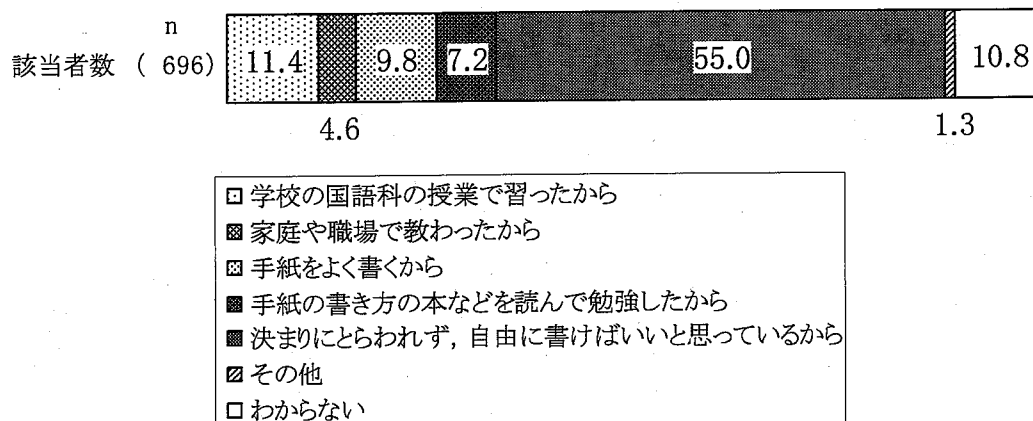 n
該当者数 ( 696) 11.4 9.8 7.2 55.0 10.8
4.6 1.3
学校の国語科の授業で習ったから
家庭や職場で教わったから
手紙をよく書くから
手紙の書き方の本などを読んで勉強したから
決まりにとらわれず，自由に書けばいいと思っているから
その他
わからない